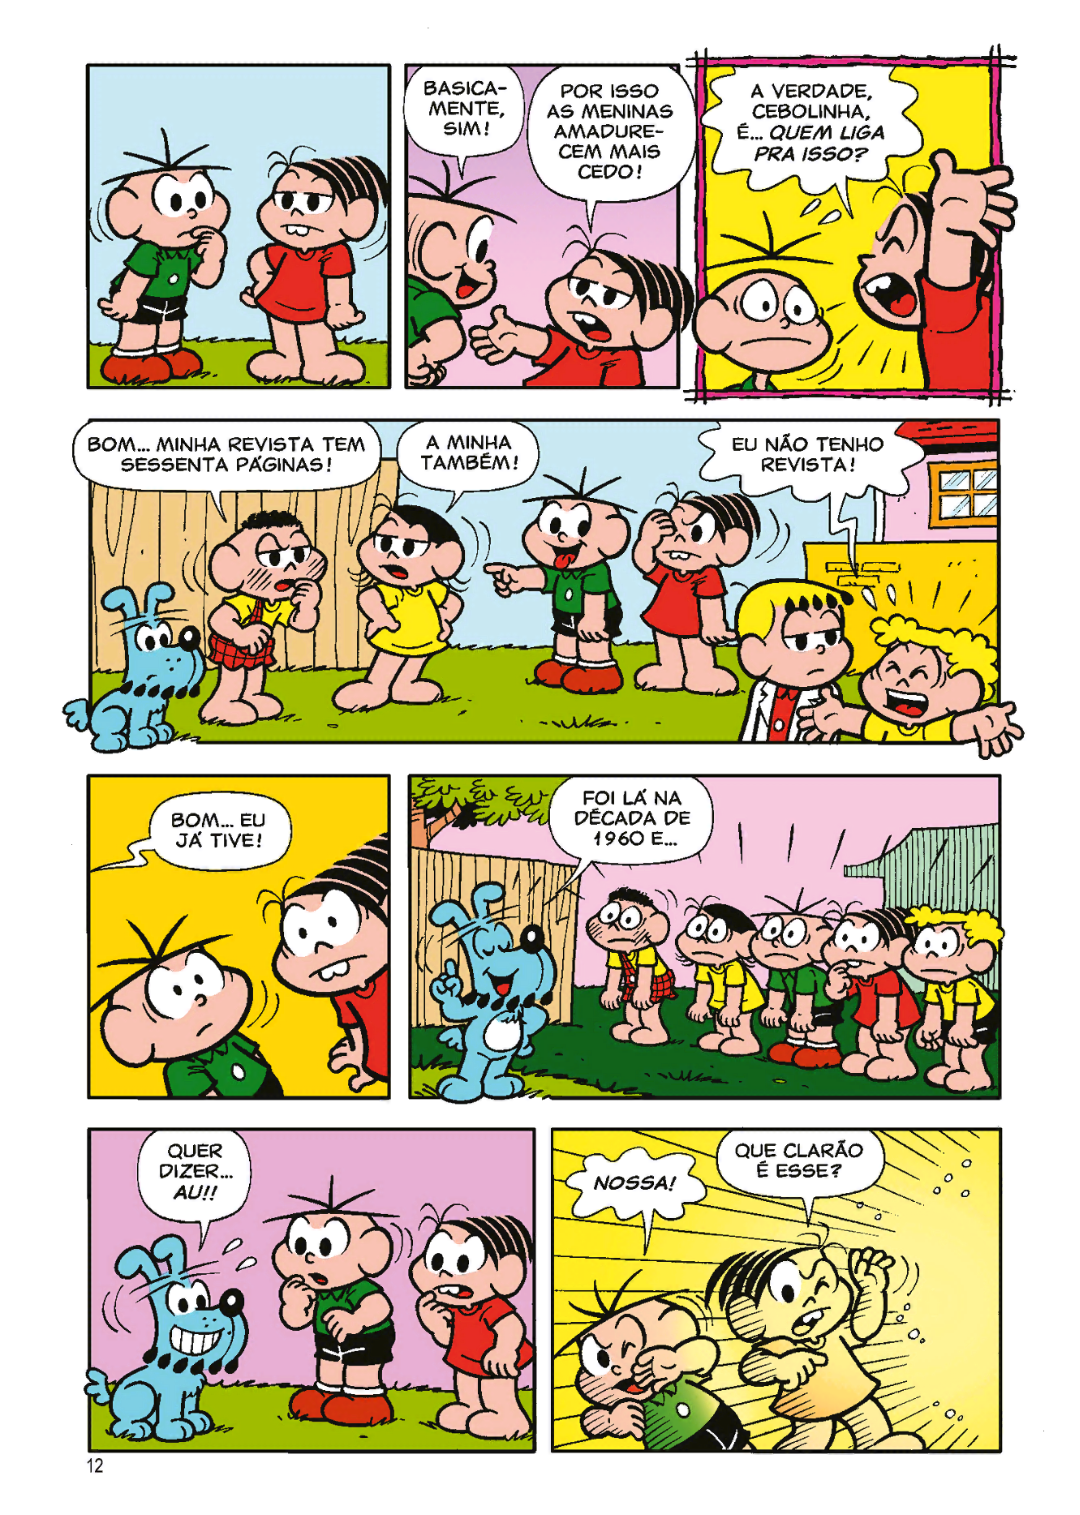 BASICA-
MENTE,
SIM!
POR ISSO
AS MENINAS
AMADURE-
CEM MAIS
CEDO!
A VERDADE,
CEBOLINHA,
É... QUEM LIGA
PRA ISSO?
BOM... MINHA REVISTA TEM
SESSENTA PÁGINAS!
A MINHA
TAMBÉM!
EU NÃO TENHO
REVISTA!
BOM... EU
JÁ TIVE!
FOI LÁ NA
DÉCADA DE
1960 E...
QUER
DIZER...
AU!!
NOSSA!
QUE CLARÃO
É ESSE?
12